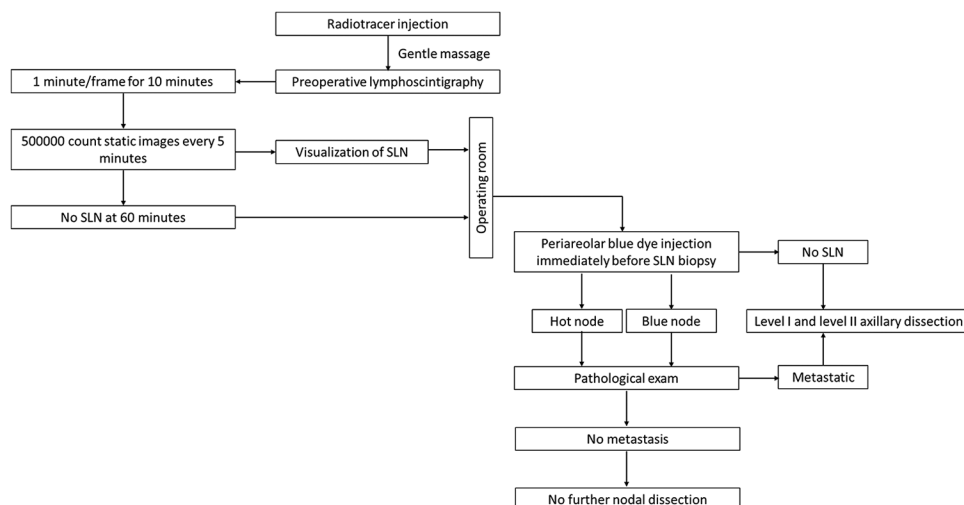 Radiotracer injection
Gentle massage
1 minute/frame for 10 minutes
Preoperative lymphoscintigraphy
500000 count static images every 5
minutes
Visualization of SLN
Operating room
No SLN at 60 minutes
Periareolar blue dye injection
immediately before SLN biopsy
No SLN
Hot node
Blue node
Level I and level II axillary dissection
Pathological exam
Metastatic
No metastasis
No further nodal dissection